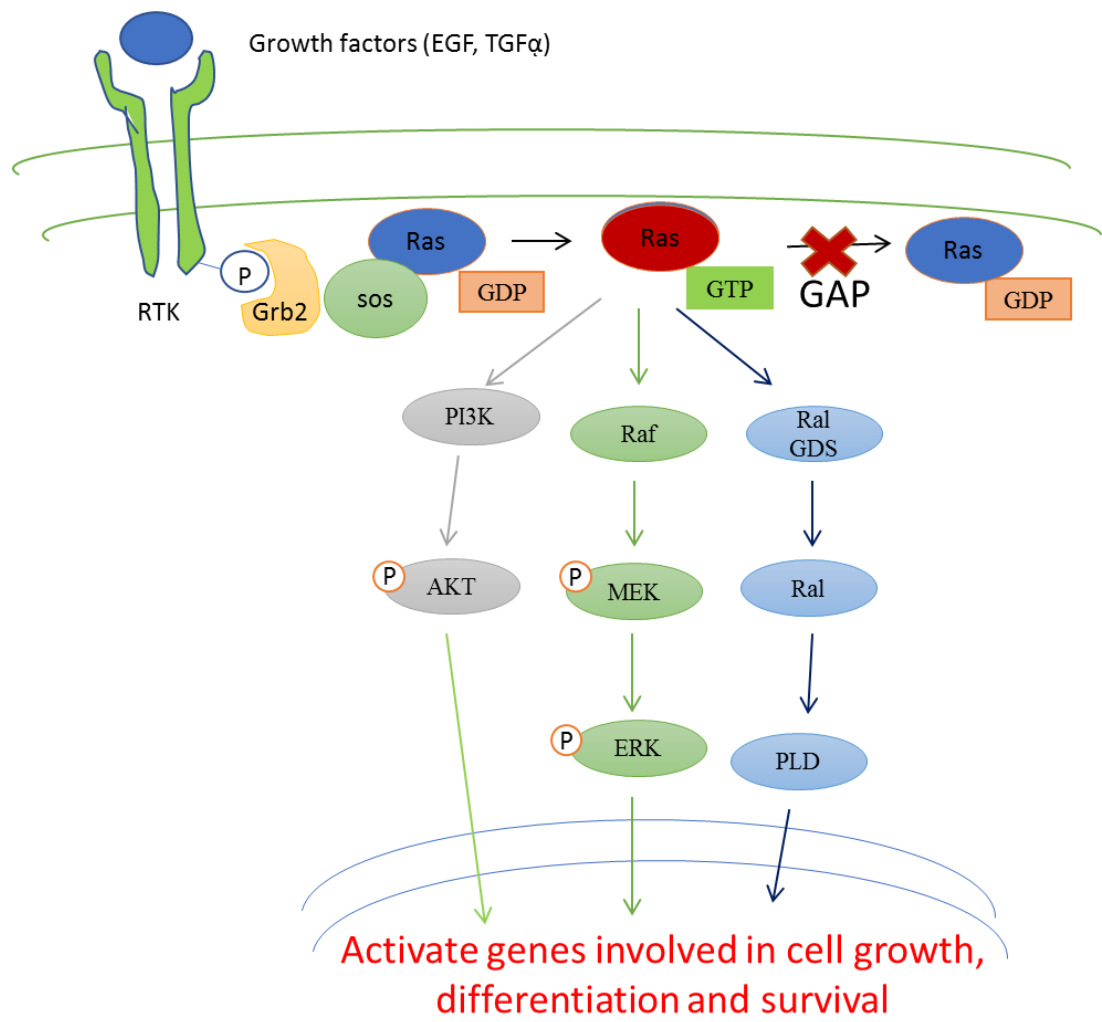 Growth factors (EGF, TGFᾳ)
Ras
Ras
Ras
P
RTK
Grb2
sos
GDP
GTP
GAP
GDP
PI3K
Raf
Ral
GDS
P
AKT
P
MEK
Ral
P
ERK
PLD
Activate genes involved in cell growth,
differentiation and survival